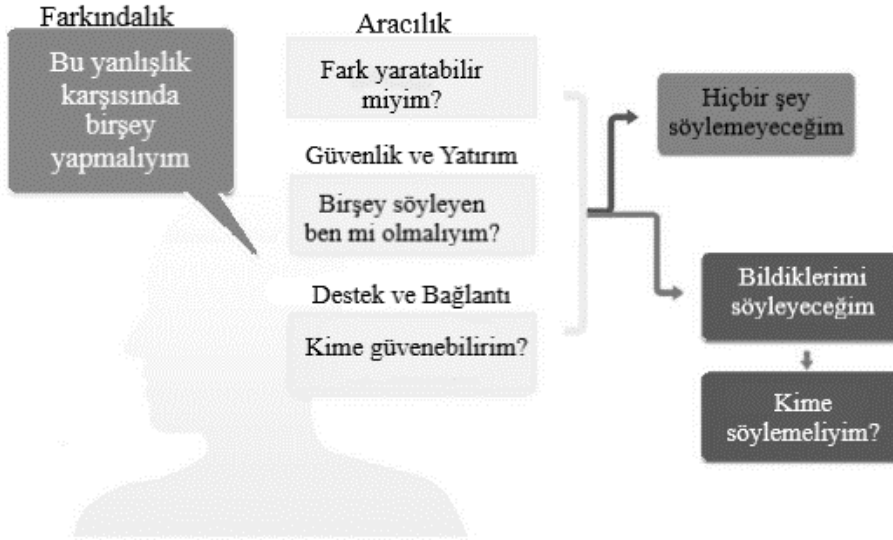 Farkındalık
Bu yanlışlık
karşısında
birşey
yapmalıyım
Aracılık
Fark yaratabilir
miyim?
Güvenlik ve Yatırım
Birşey söyleyen
ben mi olmalıyım?
Destek ve Bağlantı
Kime güvenebilirim?
Hiçbir şey
söylemeyeceğim
Bildiklerimi
söyleyeceğim
Kime
söylemeliyim?